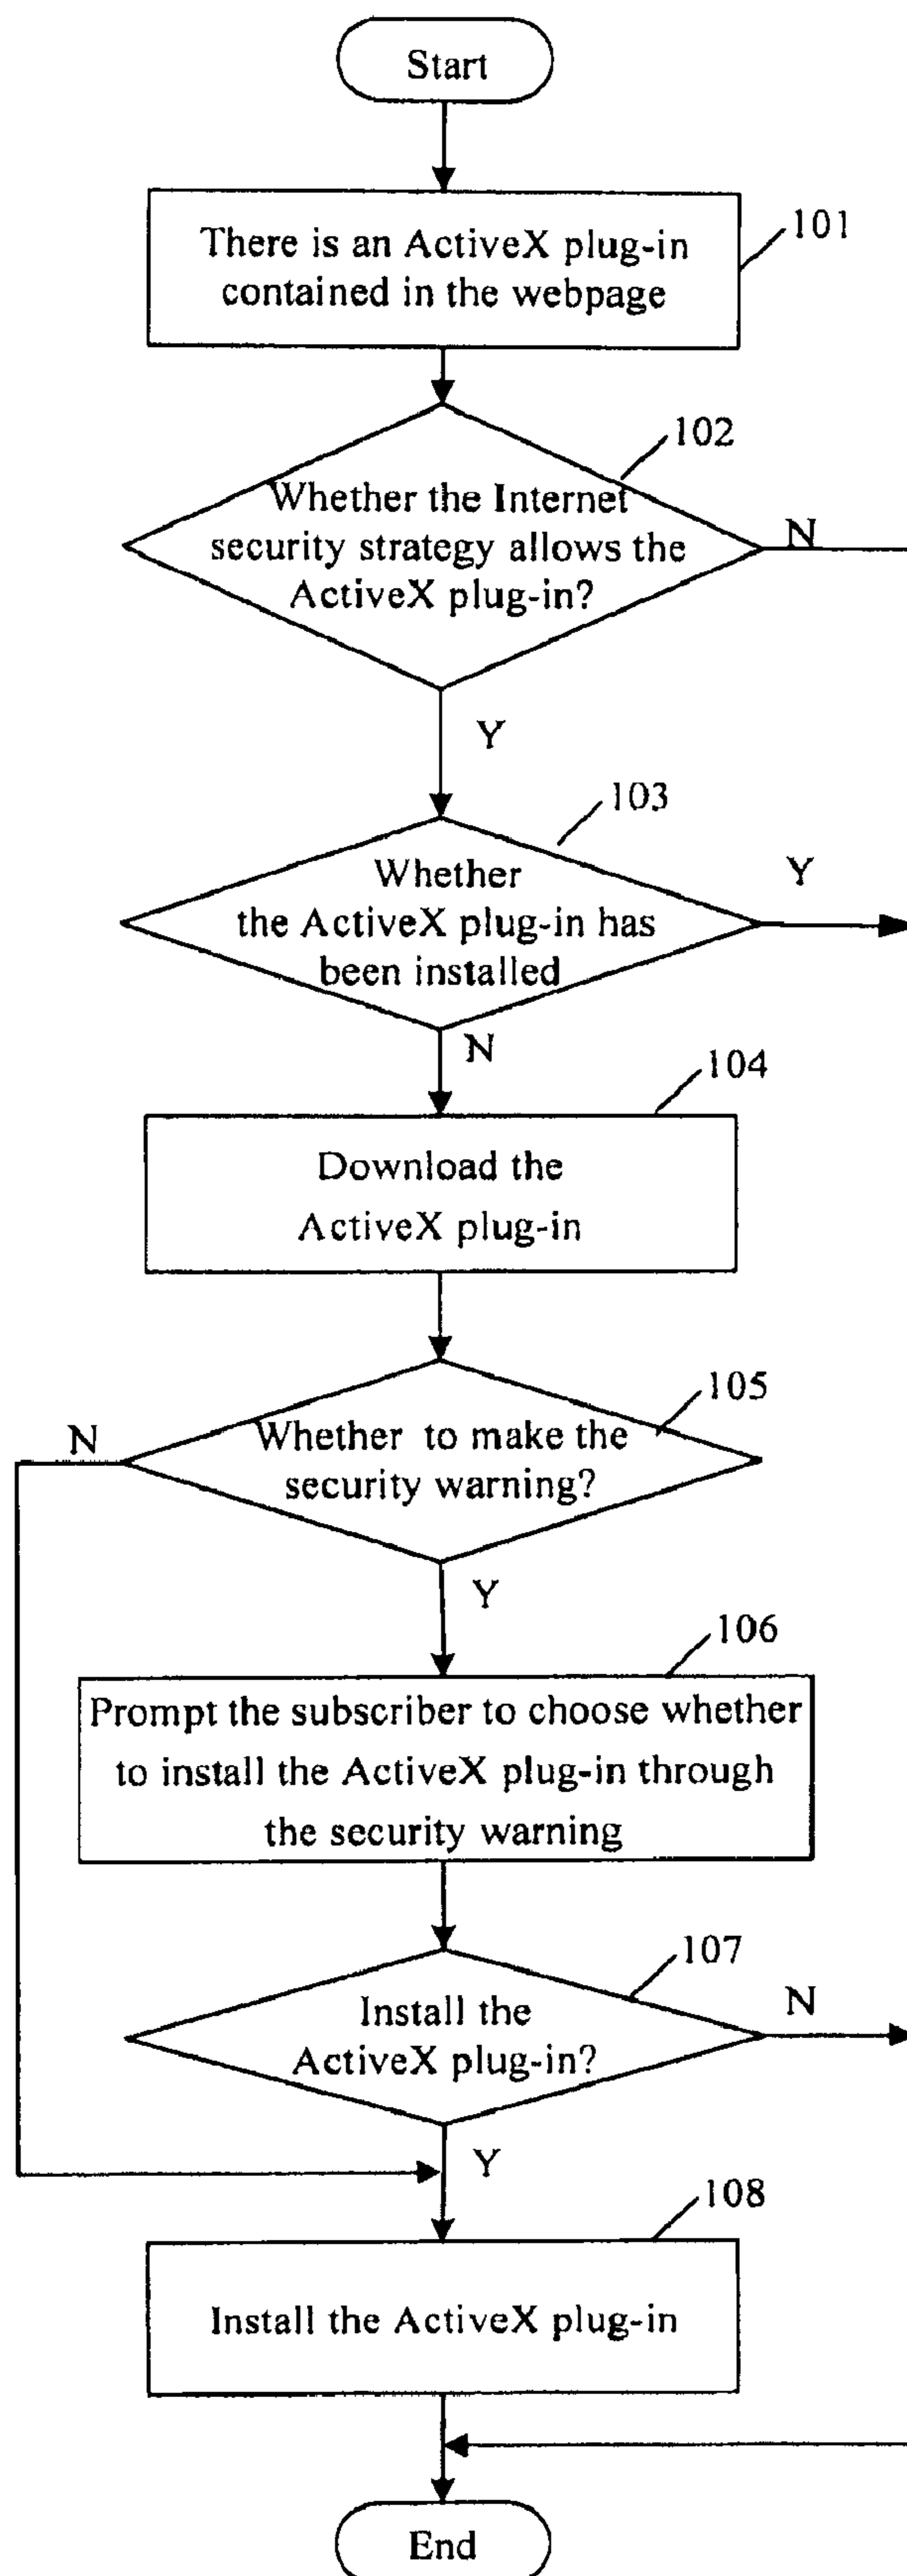 Start
There is an ActiveX plug-in
contained in the webpage
101
102
Whether the Internet
security strategy allows the
ActiveX plug-in?
N
Y
103
Whether
the ActiveX plug-in has
been installed
Y
N
104
Download the
ActiveX plug-in
105
Whether to make the
security warning?
N
Y
106
Prompt the subscriber to choose whether
to install the ActiveX plug-in through
the security warning
107
Install the
ActiveX plug-in?
N
Y
108
Install the ActiveX plug-in
End